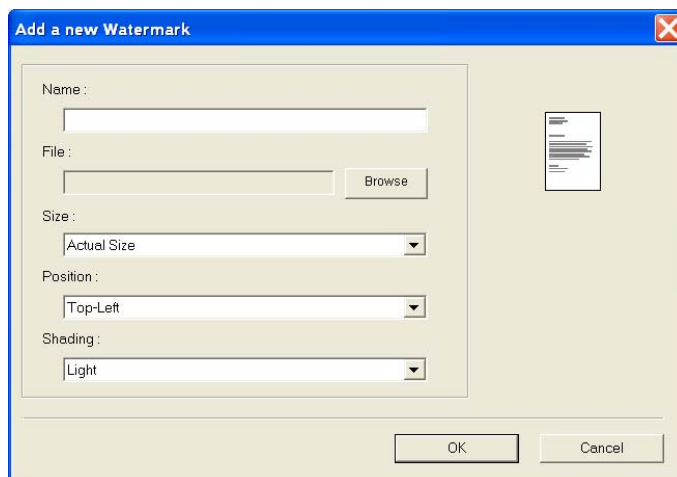 Add a new Watermark
Name :
File :
Browse
Size :
Actual Size
Position :
Top-Left
Shading :
Light
OK
Cancel